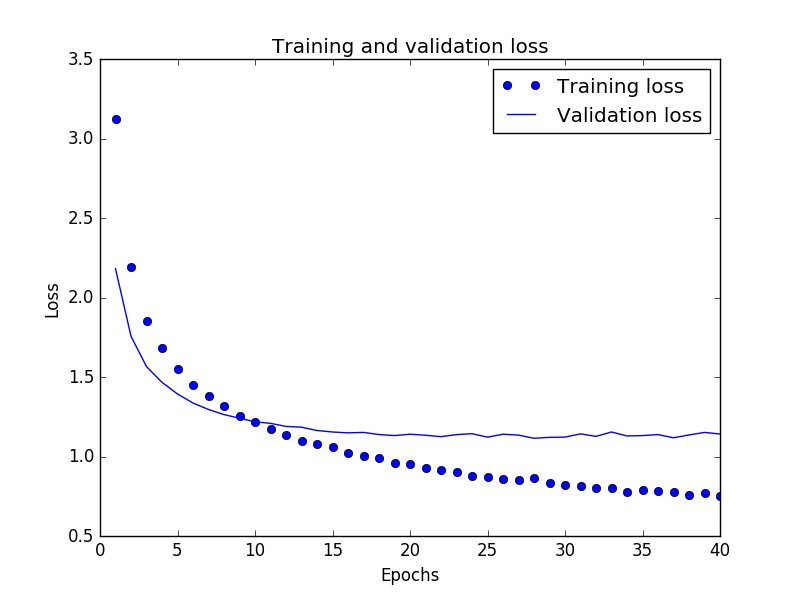 Training and validation loss
Training loss
Validation loss
3.5
3.0
2.5
2.0
1.5
1.0
0.5
Loss
0 5 10 15 20 25 30 35 40
Epochs